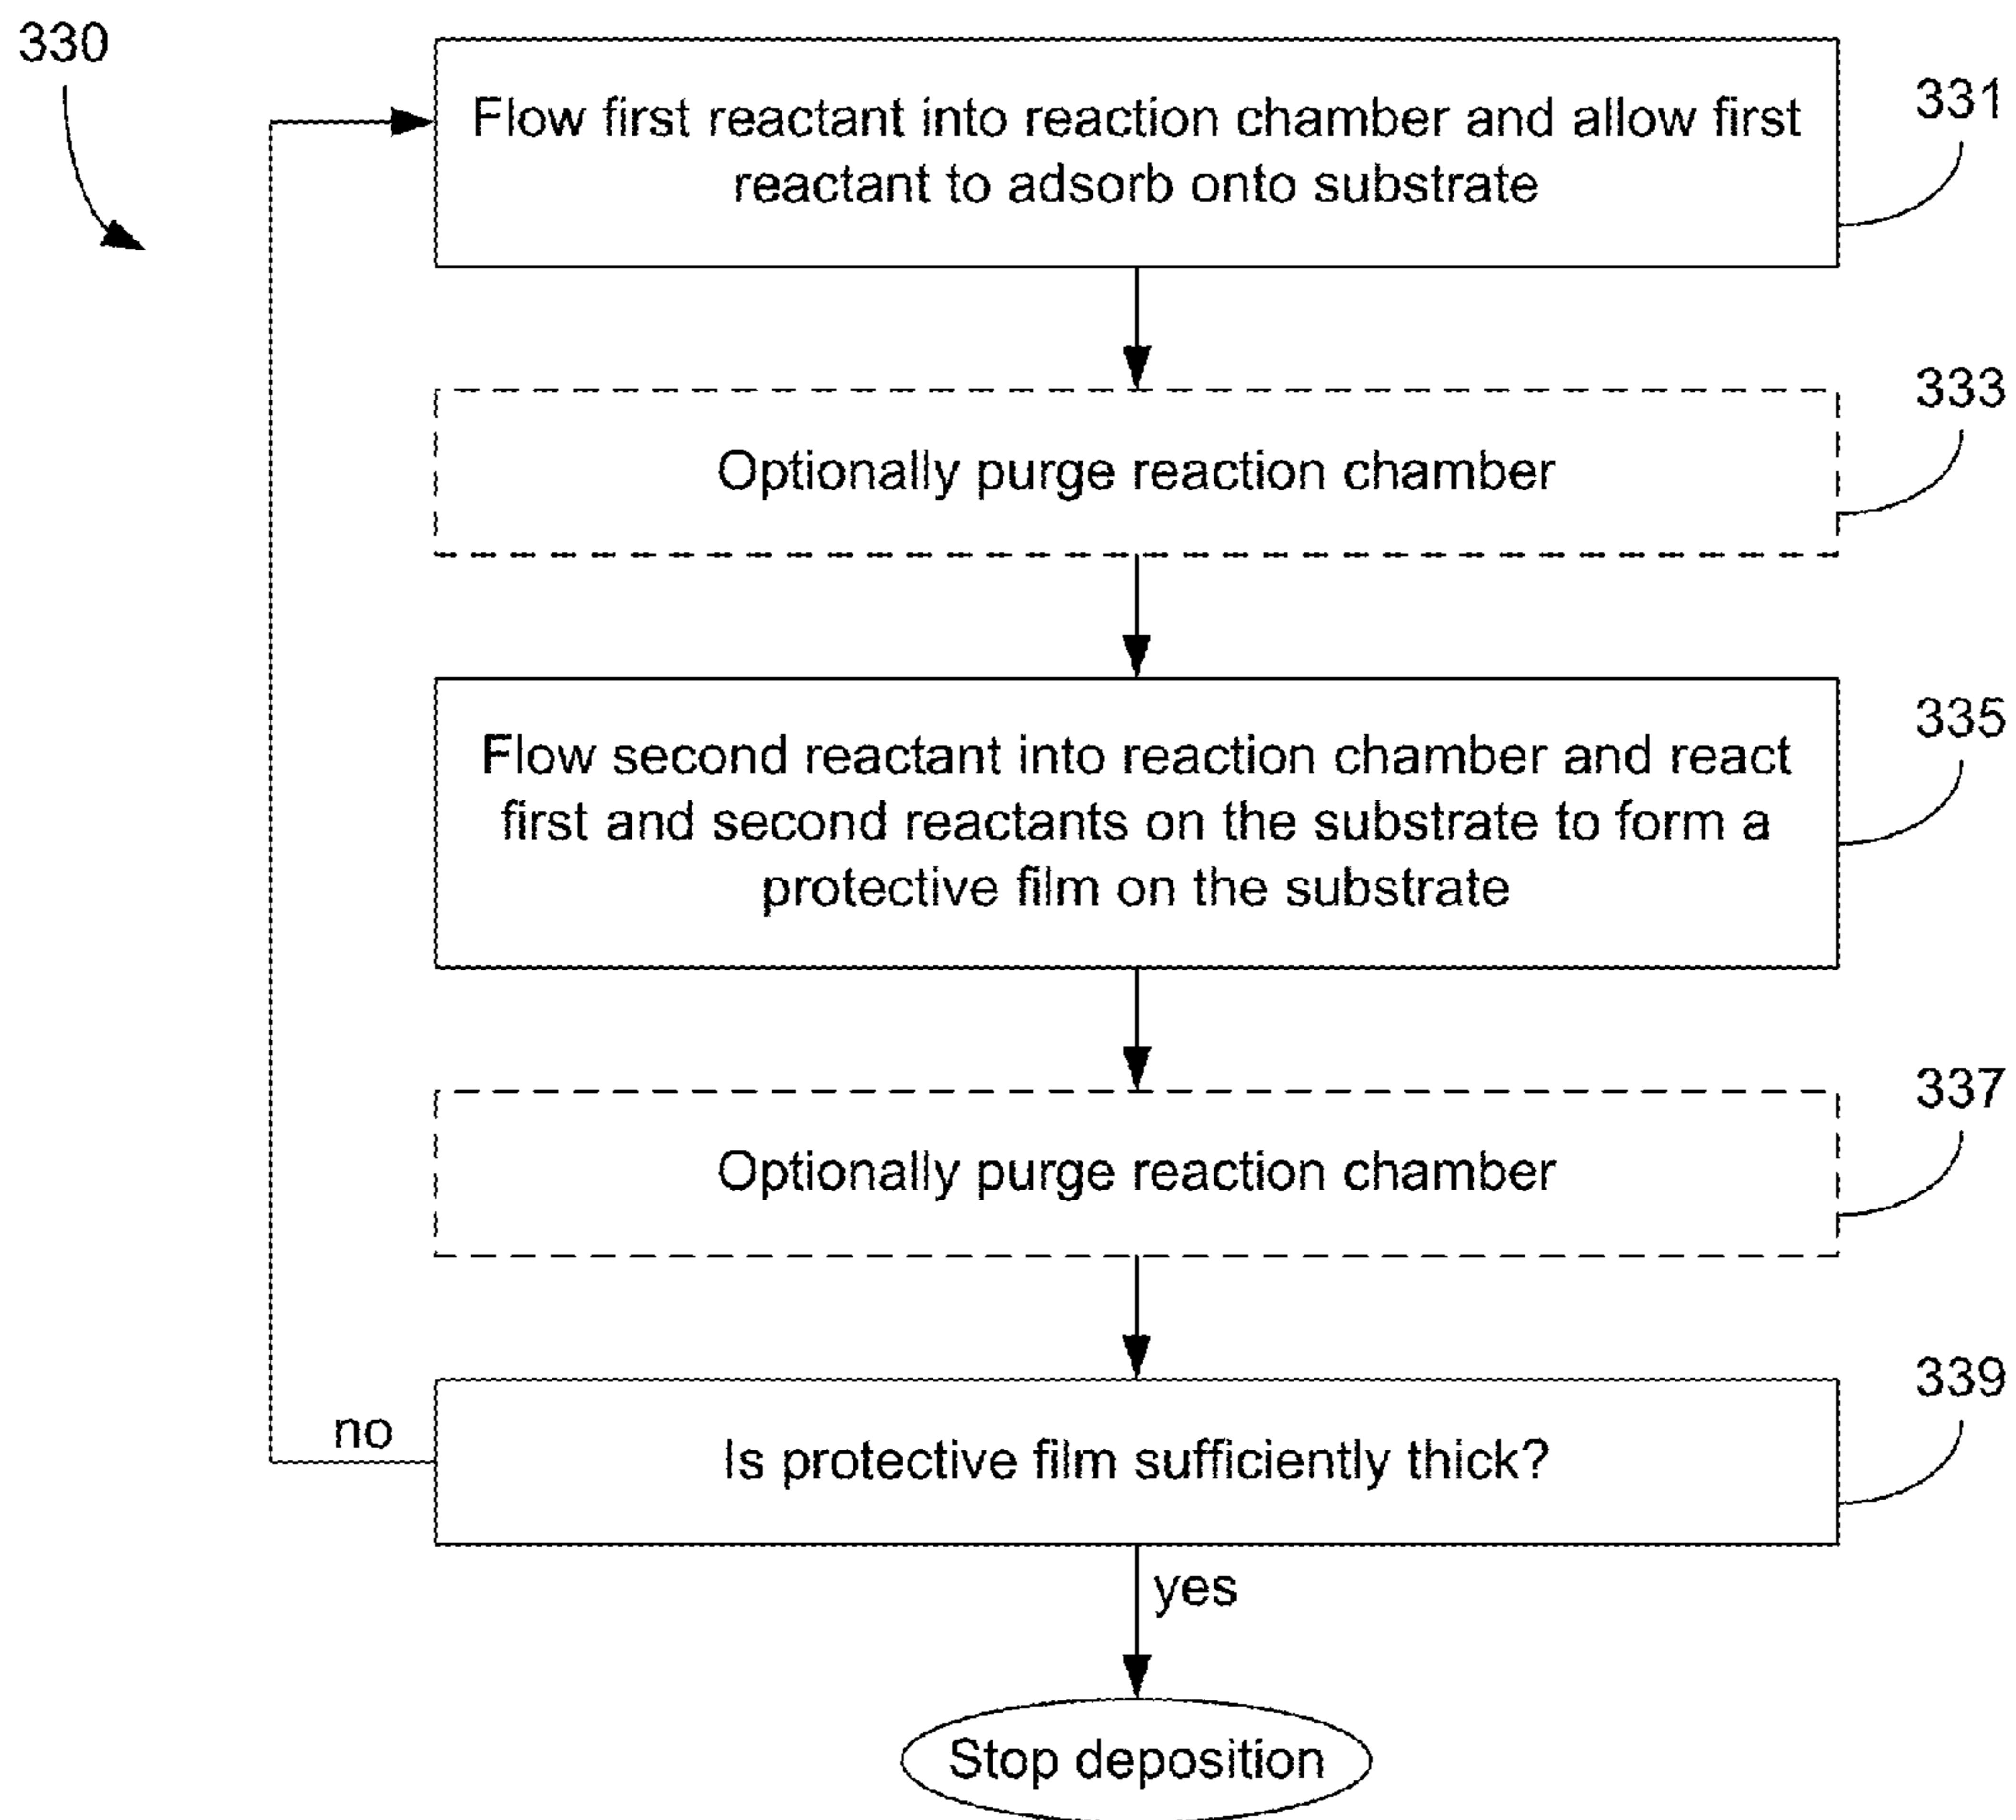 330
Flow first reactant into reaction chamber and allow first
reactant to adsorb onto substrate
331
Optionally purge reaction chamber
333
Flow second reactant into reaction chamber and react
first and second reactants on the substrate to form a
protective film on the substrate
335
Optionally purge reaction chamber
337
Is protective film sufficiently thick?
339
no
yes
Stop deposition